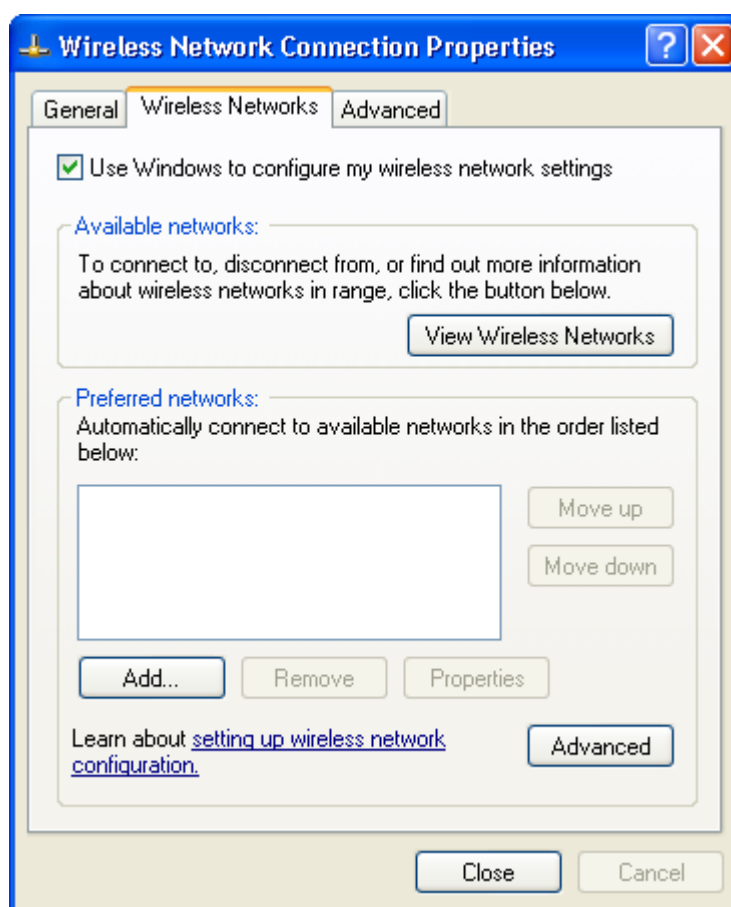 Wireless Network Connection Properties
General Wireless Networks Advanced
Use Windows to configure my wireless network settings
Available networks:
To connect to, disconnect from, or find out more information
about wireless networks in range, click the button below.
View Wireless Networks
Preferred networks:
Automatically connect to available networks in the order listed
below:
Move up
Move down
Add... Remove Properties
Learn about setting up wireless network
configuration.
Advanced
Close Cancel